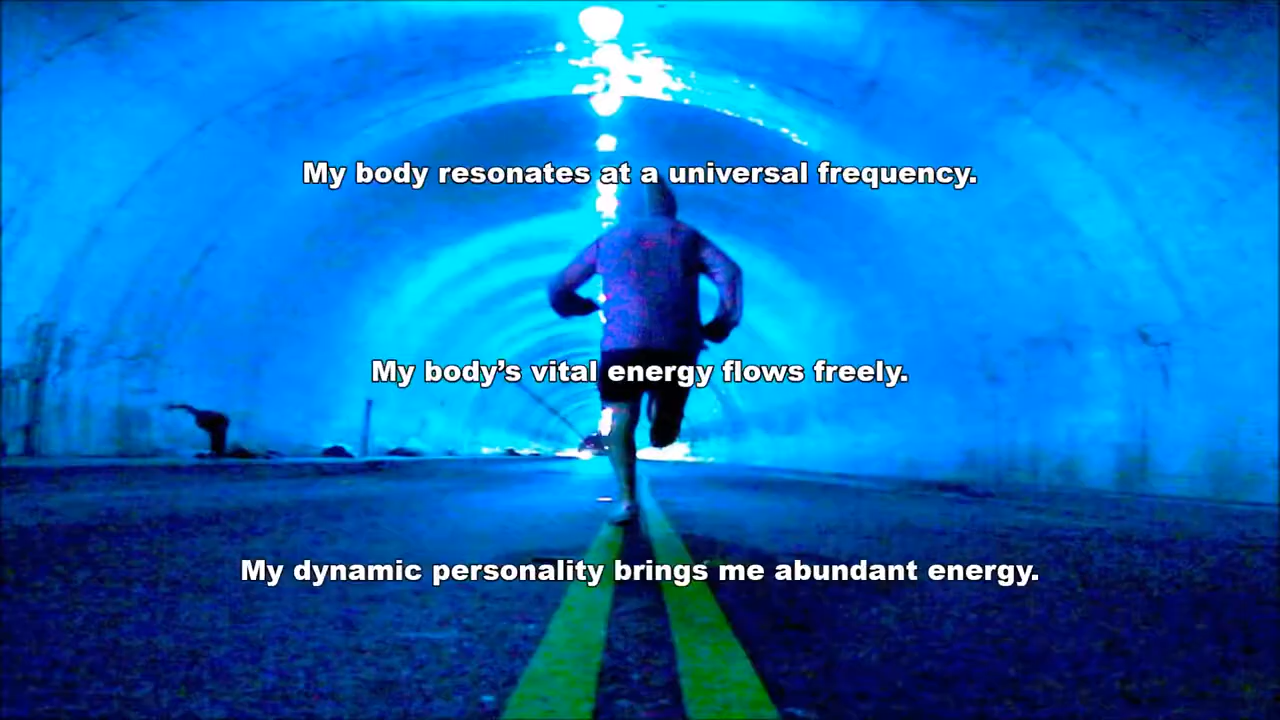 My body resonates at a universal frequency.
My body’s vital energy flows freely.
My dynamic personality brings me abundant energy.